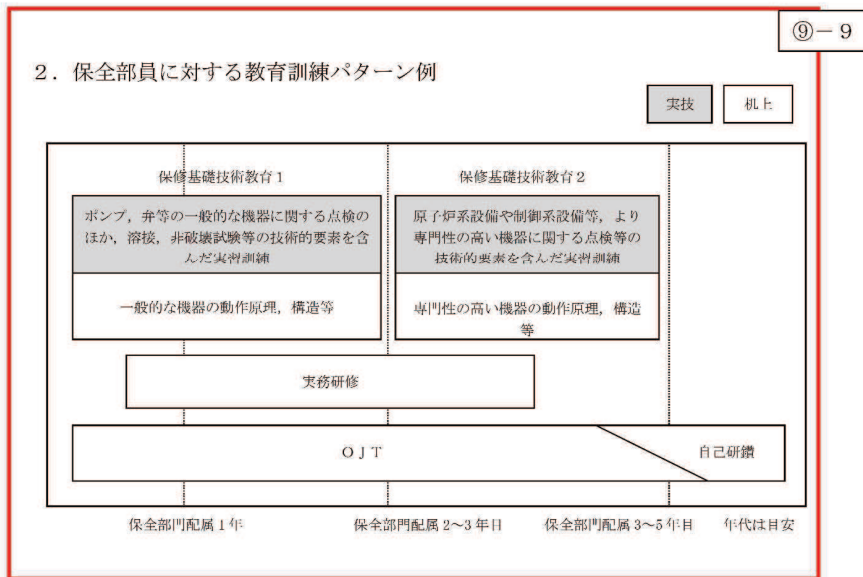 ⑨－９
２．保全部員に対する教育訓練パターン例
実技
机上
保修基礎技術教育１
保修基礎技術教育２
ポンプ，弁等の一般的な機器に関する点検の
ほか，溶接，非破壊試験等の技術的要素を含
んだ実習訓練
一般的な機器の動作原理，構造等
原子炉系設備や制御系設備等，より
専門性の高い機器に関する点検等の
技術的要素を含んだ実習訓練
専門性の高い機器の動作原理，構造
等
実務研修
ＯＪＴ
自己研鑽
保全部門配属１年
保全部門配属２～３年目
保全部門配属３～５年目
年代は目安